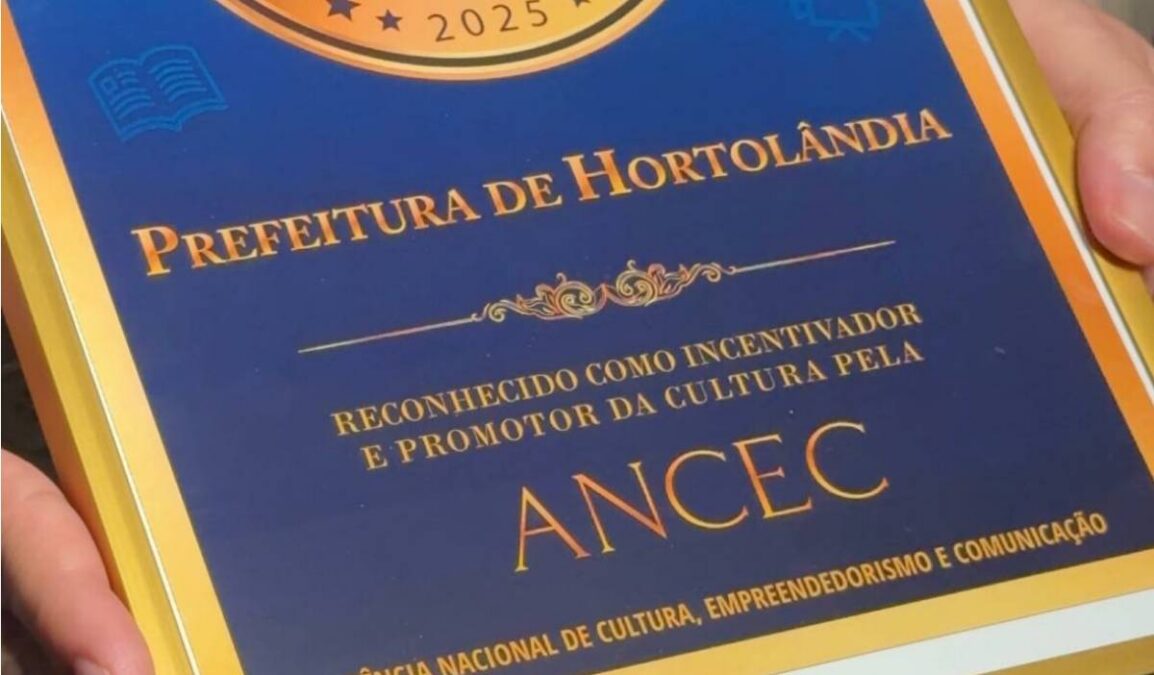 2025
PREFEITURA DE HORTOLÂNDIA
RECONHECIDO COMO INCENTIVADOR
E PROMOTOR DA CULTURA PELA
ANCEC
NACIONAL DE CULTURA, EMPREENDEDORISMO E COMUNICAÇÃO